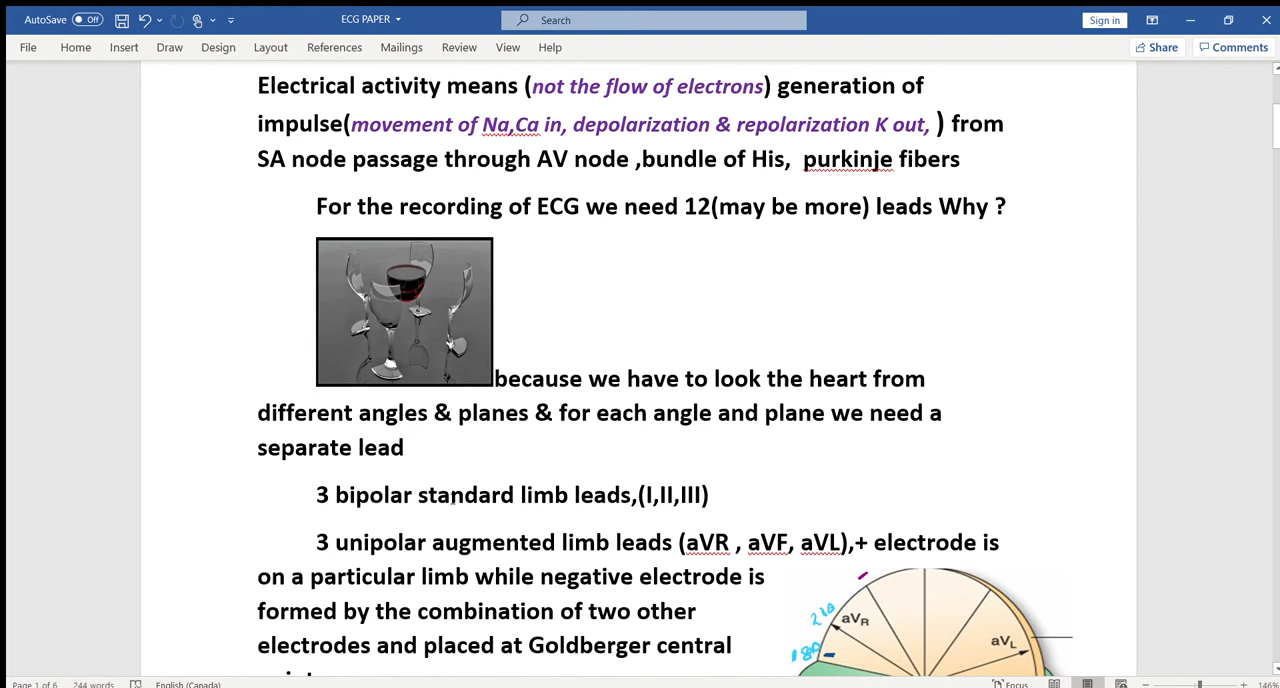 AutoSave Off ECG PAPER Search Sign in
File Home Insert Draw Design Layout References Mailings Review View Help Share Comments
Electrical activity means (not the flow of electrons) generation of
impulse(movement of Na,Ca in, depolarization & repolarization K out, ) from
SA node passage through AV node ,bundle of His, purkinje fibers
For the recording of ECG we need 12(may be more) leads Why ?
because we have to look the heart from
different angles & planes & for each angle and plane we need a
separate lead
3 bipolar standard limb leads,(I,II,III)
3 unipolar augmented limb leads (aVR , aVF, aVL),+ electrode is
on a particular limb while negative electrode is
formed by the combination of two other
electrodes and placed at Goldberger central
210
aVR
aVL
180
Page 1 of 6 244 words English (Canada) Focus 146%